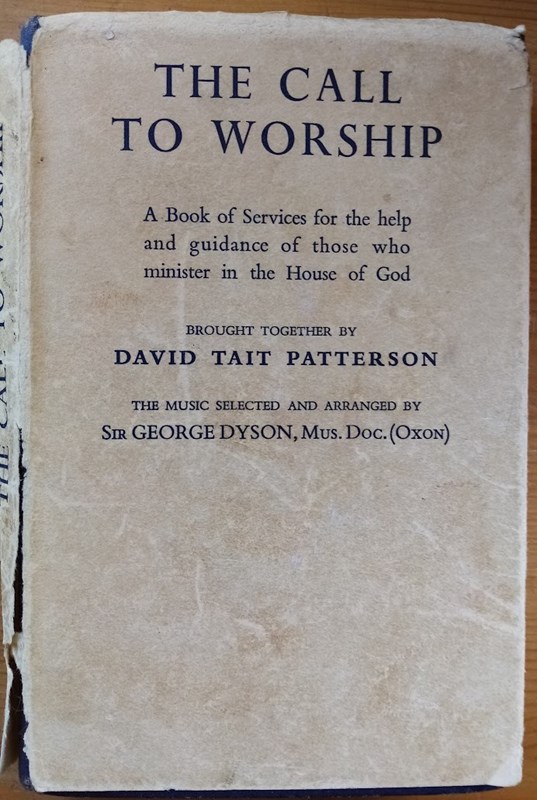 THE CALL
TO WORSHIP
A Book of Services for the help
and guidance of those who
minister in the House of God
BROUGHT TOGETHER BY
DAVID TAIT PATTERSON
THE MUSIC SELECTED AND ARRANGED BY
SIR GEORGE DYSON, MUS. DOC. (OXON)
THE CALL TO WORSHIP